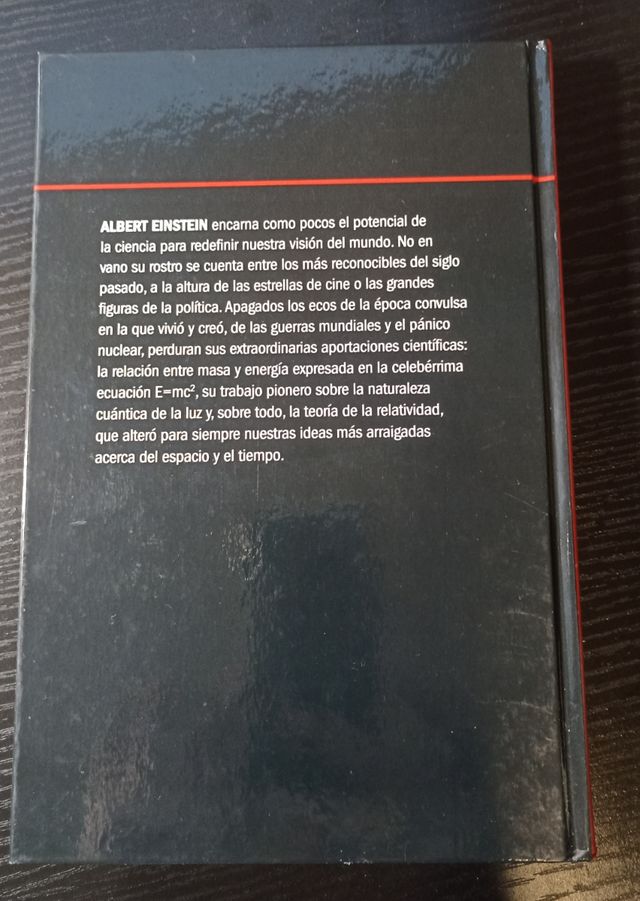 ALBERT EINSTEIN encarna como pocos el potencial de
la ciencia para redefinir nuestra visión del mundo. No en
vano su rostro se cuenta entre los más reconocibles del siglo
pasado, a la altura de las estrellas de cine o las grandes
figuras de la política. Apagados los ecos de la época convulsa
en la que vivió y creó, de las guerras mundiales y el pánico
nuclear, perduran sus extraordinarias aportaciones científicas:
la relación entre masa y energía expresada en la celebérrima
ecuación E=mc², su trabajo pionero sobre la naturaleza
cuántica de la luz y, sobre todo, la teoría de la relatividad,
que alteró para siempre nuestras ideas más arraigadas
acerca del espacio y el tiempo.